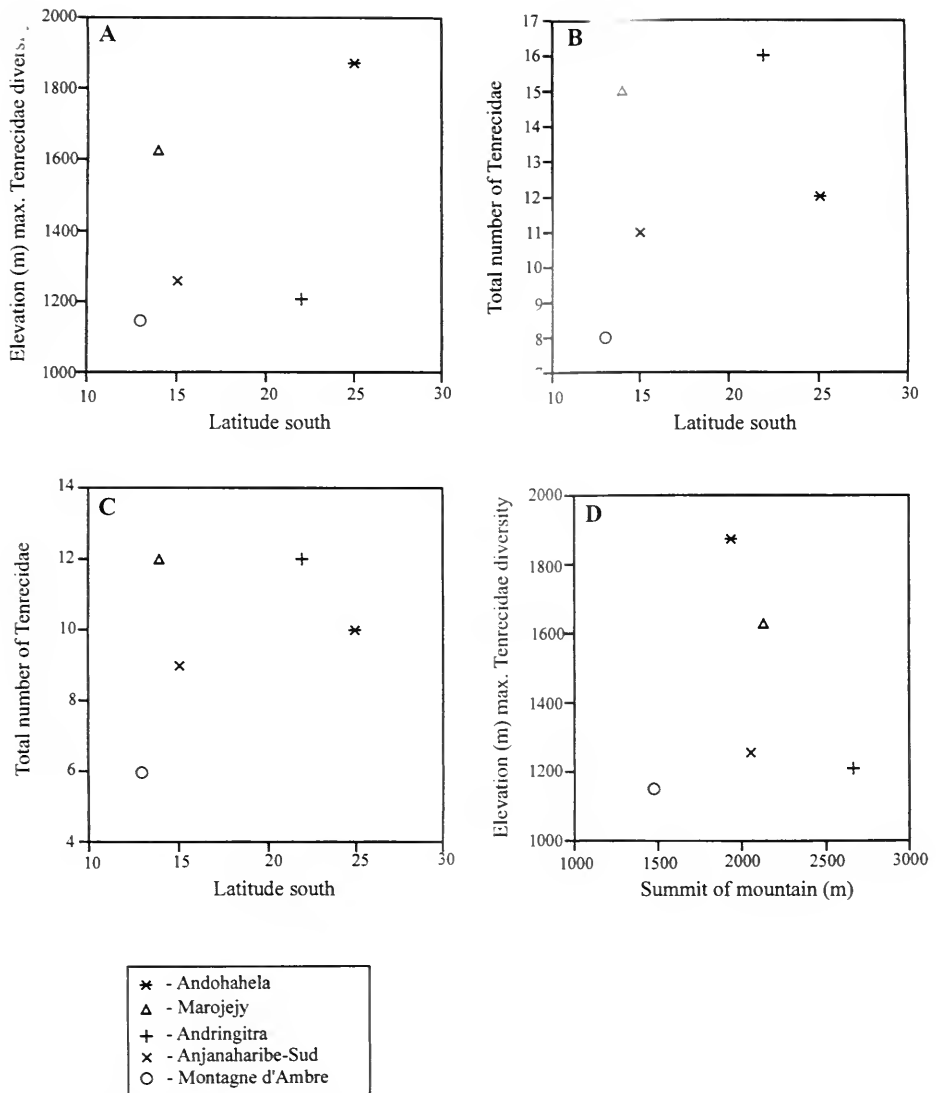 A
Elevation (m) max. Tenrecidae
2000
1800
1600
1400
1200
1000
10 15 20 25 30
Latitude south
B
Total number of Tenrecidae
17
16
15
14
13
12
11
10
9
8
10 15 20 25 30
Latitude south
C
Total number of Tenrecidae
14
12
10
8
6
4
10 15 20 25 30
Latitude south
D
Elevation (m) max. Tenrecidae diversity
2000
1800
1600
1400
1200
1000
1000 1500 2000 2500 3000
Summit of mountain (m)
- Andohahela
- Marojejy
- Andringitra
- Anjanaharibe-Sud
- Montagne d'Ambre